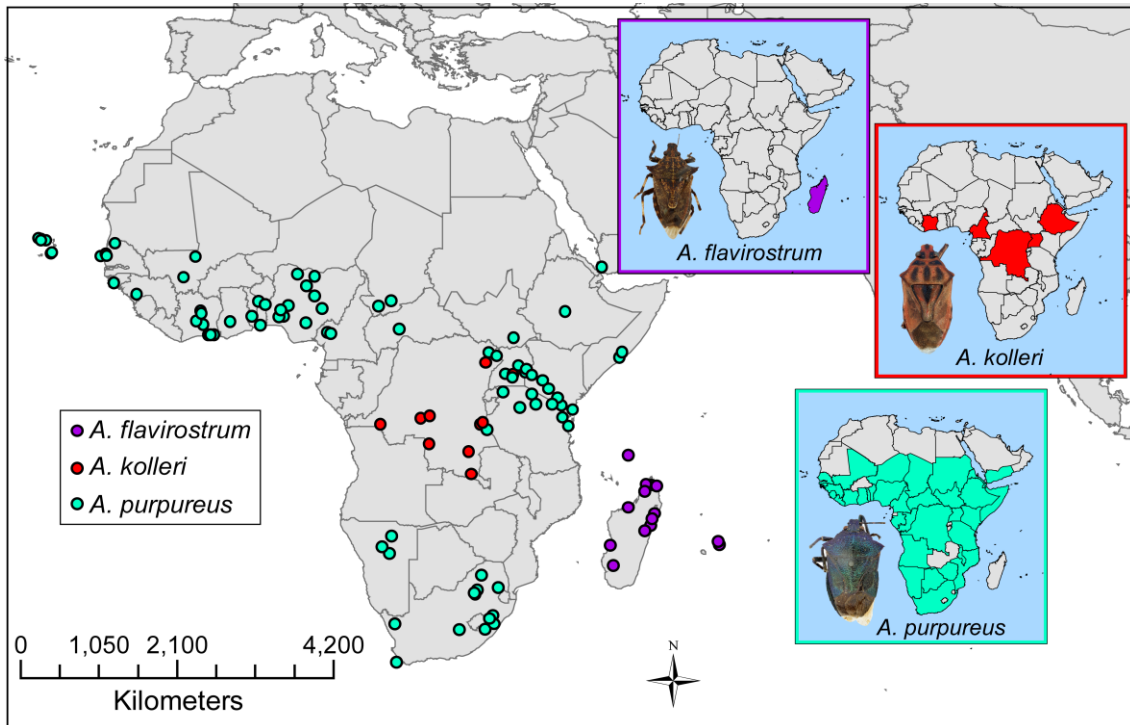 A. flavirostrum
A. kolleri
A. flavirostrum
A. kolleri
A. purpureus
A. purpureus
0 1,050 2,100 4,200
Kilometers
N